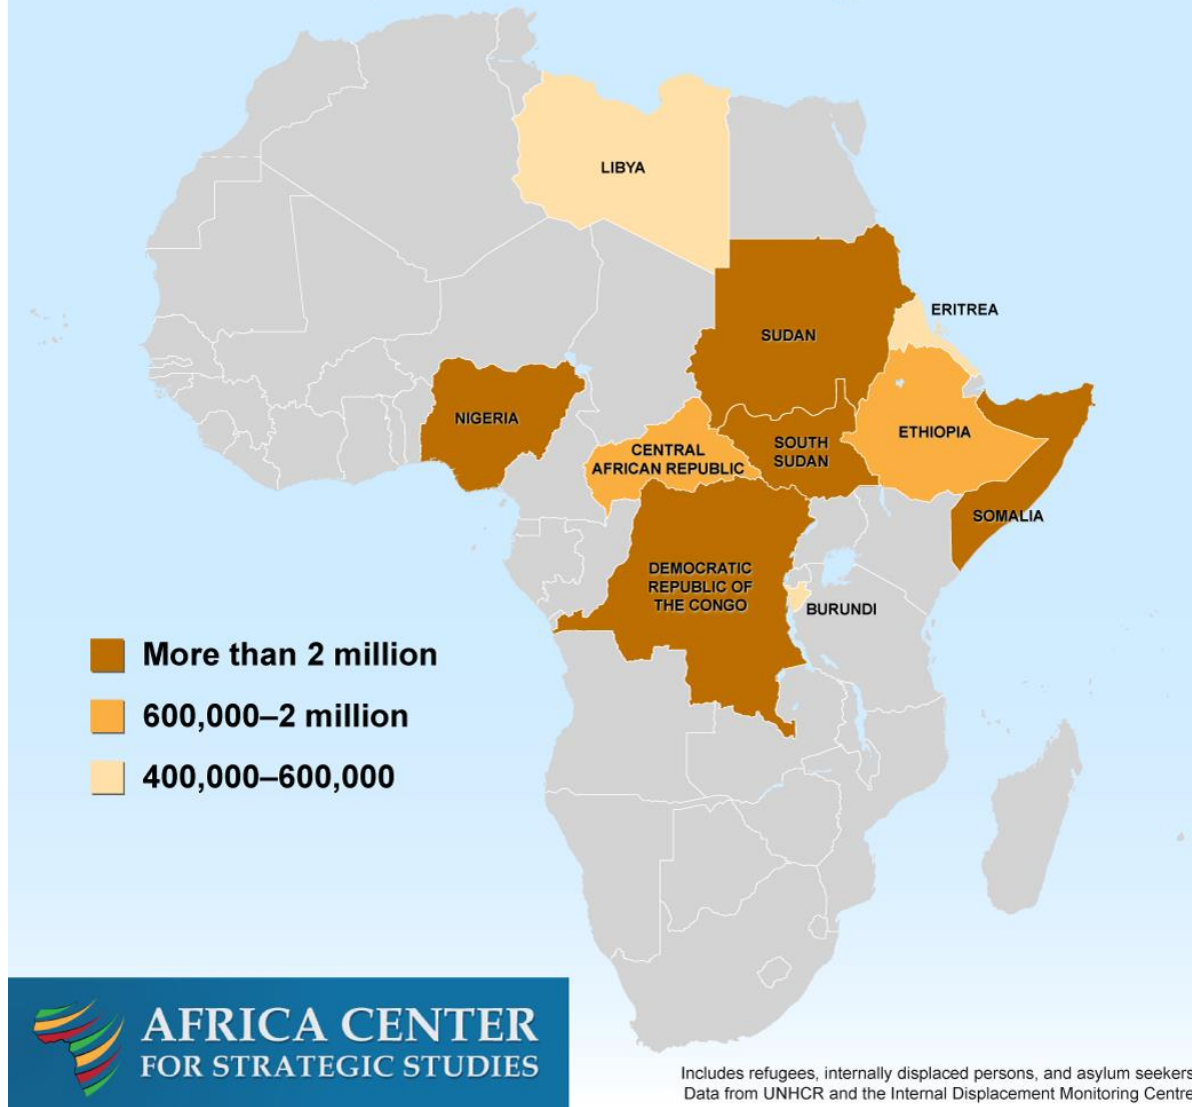 LIBYA
ERITREA
SUDAN
NIGERIA
ETHIOPIA
SOUTH
SUDAN
CENTRAL
AFRICAN REPUBLIC
SOMALIA
DEMOCRATIC
REPUBLIC OF
THE CONGO
BURUNDI
More than 2 million
600,000–2 million
400,000–600,000
AFRICA CENTER
FOR STRATEGIC STUDIES
Includes refugees, internally displaced persons, and asylum seekers
Data from UNHCR and the Internal Displacement Monitoring Centre